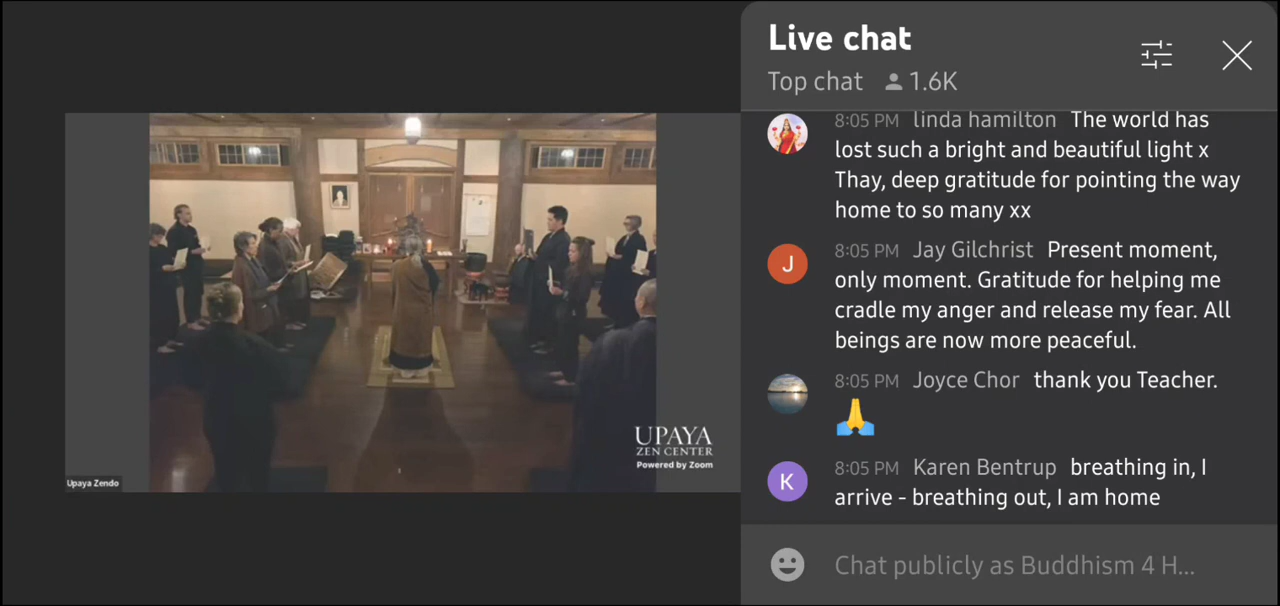 Live chat
Top chat 1.6K
8:05 PM linda hamilton The world has
lost such a bright and beautiful light x
Thay, deep gratitude for pointing the way
home to so many xx
8:05 PM Jay Gilchrist Present moment,
only moment. Gratitude for helping me
cradle my anger and release my fear. All
beings are now more peaceful.
J
8:05 PM Joyce Chor thank you Teacher.
🙏
8:05 PM Karen Bentrup breathing in, I
arrive - breathing out, I am home
K
Chat publicly as Buddhism 4 H...
UPAYA
ZEN CENTER
Powered by Zoom
Upaya Zendo